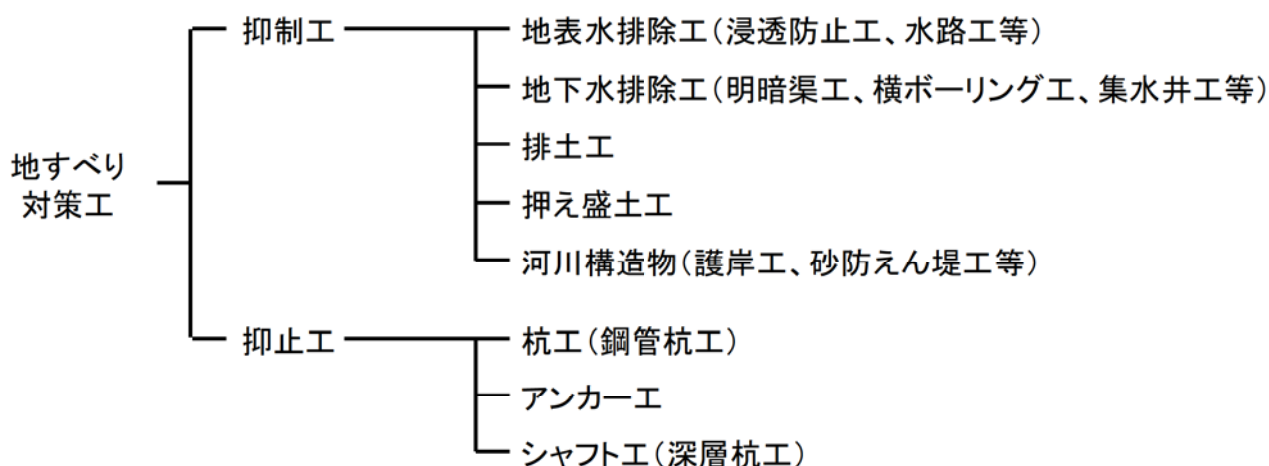 抑制工
地表水排除工(浸透防止工、水路工等)
地下水排除工(明暗渠工、横ボーリング工、集水井工等)
排土工
地すべり
対策工
押え盛土工
河川構造物(護岸工、砂防えん堤工等)
抑止工
杭工(鋼管杭工)
アンカー工
シャフト工(深層杭工)